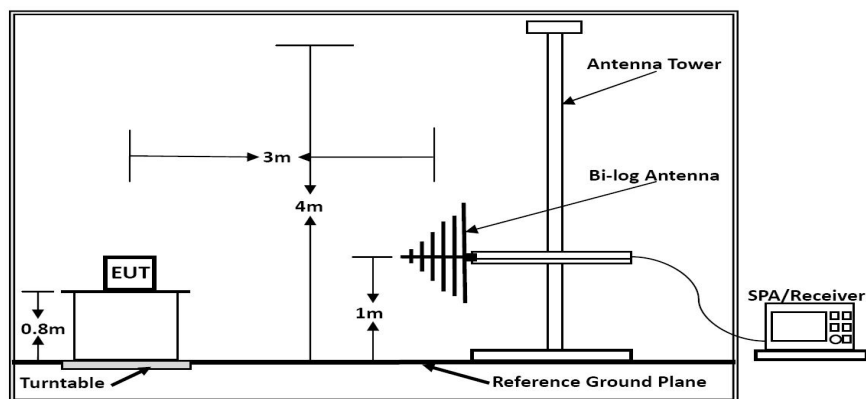 Antenna Tower
3m
Bi-log Antenna
4m
EUT
SPA/Receiver
0.8m
1m
Turntable
Reference Ground Plane